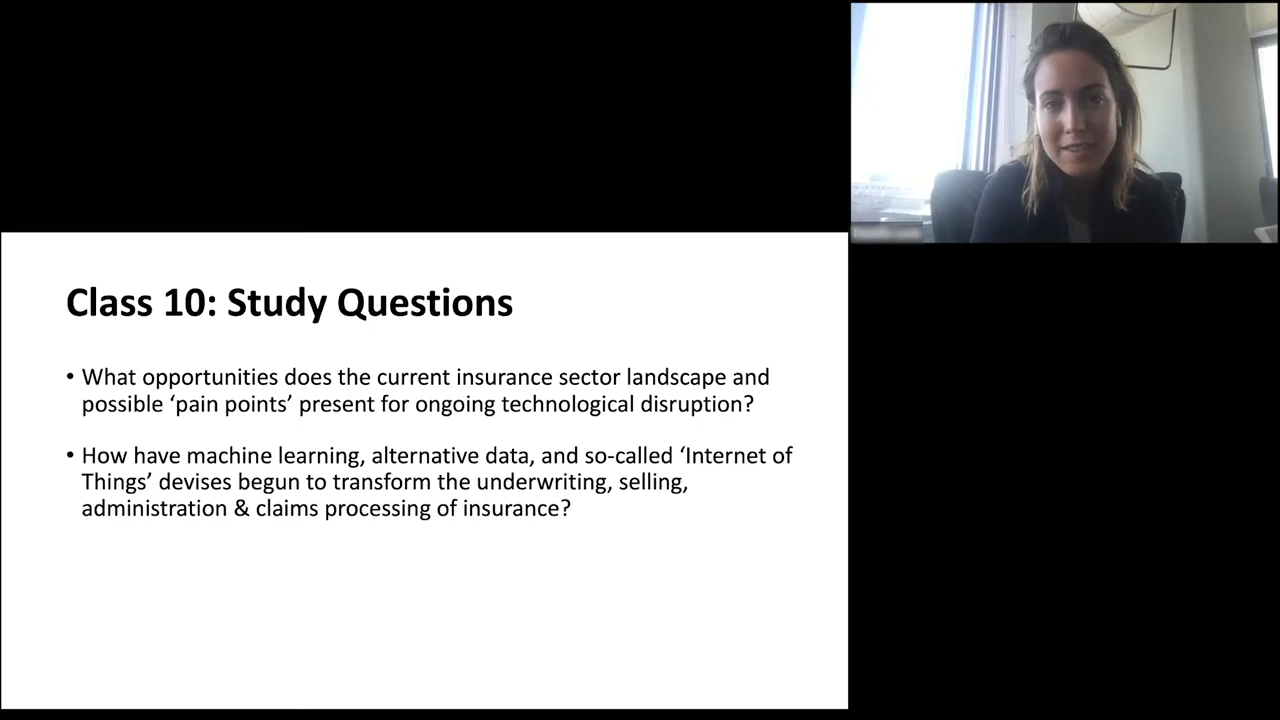 Class 10: Study Questions
• What opportunities does the current insurance sector landscape and
possible ‘pain points’ present for ongoing technological disruption?
• How have machine learning, alternative data, and so-called ‘Internet of
Things’ devises begun to transform the underwriting, selling,
administration & claims processing of insurance?